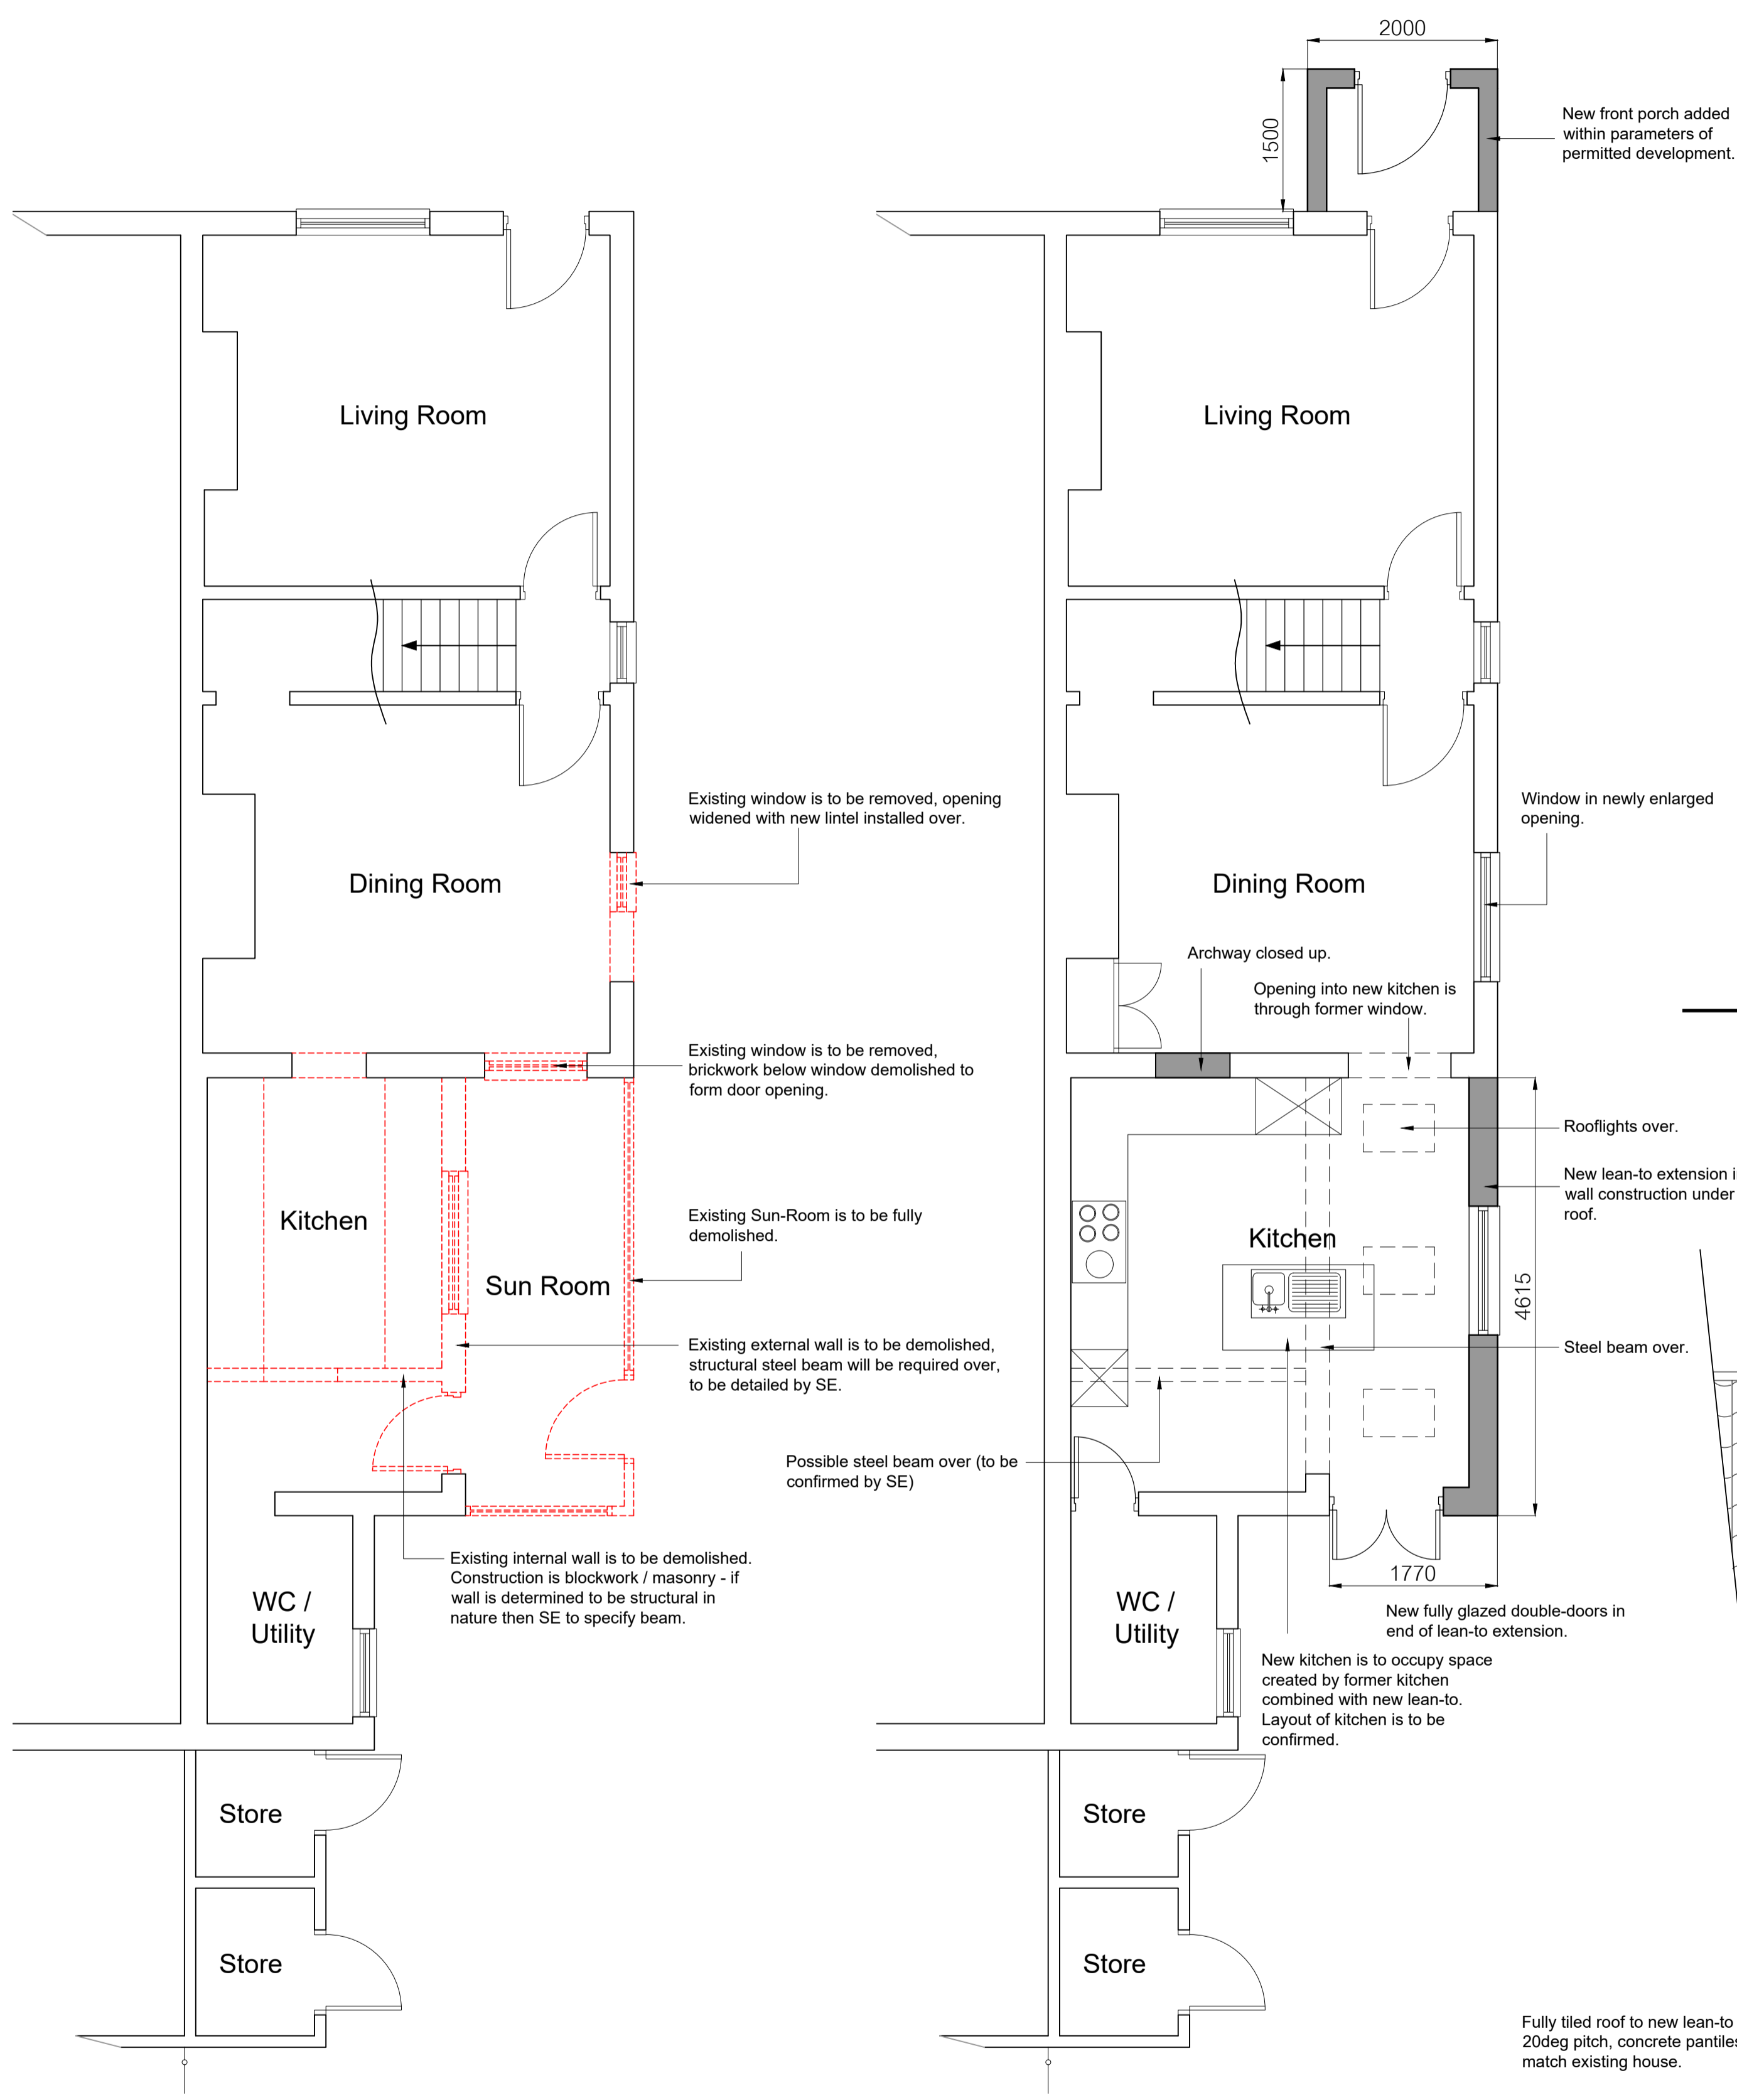 2000
1500
New front porch added
within parameters of
permitted development.
Living Room
Living Room
Existing window is to be removed, opening
widened with new lintel installed over.
Window in newly enlarged
opening.
Dining Room
Dining Room
Archway closed up.
Opening into new kitchen is
through former window.
Existing window is to be removed,
brickwork below window demolished to
form door opening.
Rooflights over.
New lean-to extension i
wall construction under
roof.
Kitchen
Existing Sun-Room is to be fully
demolished.
Kitchen
Sun Room
4615
Existing external wall is to be demolished,
structural steel beam will be required over,
to be detailed by SE.
Steel beam over.
Possible steel beam over (to be
confirmed by SE)
Existing internal wall is to be demolished.
Construction is blockwork / masonry - if
wall is determined to be structural in
nature then SE to specify beam.
1770
WC /
Utility
WC /
Utility
New fully glazed double-doors in
end of lean-to extension.
New kitchen is to occupy space
created by former kitchen
combined with new lean-to.
Layout of kitchen is to be
confirmed.
Store
Store
Store
Store
Fully tiled roof to new lean-to
20deg pitch, concrete pantiles
match existing house.